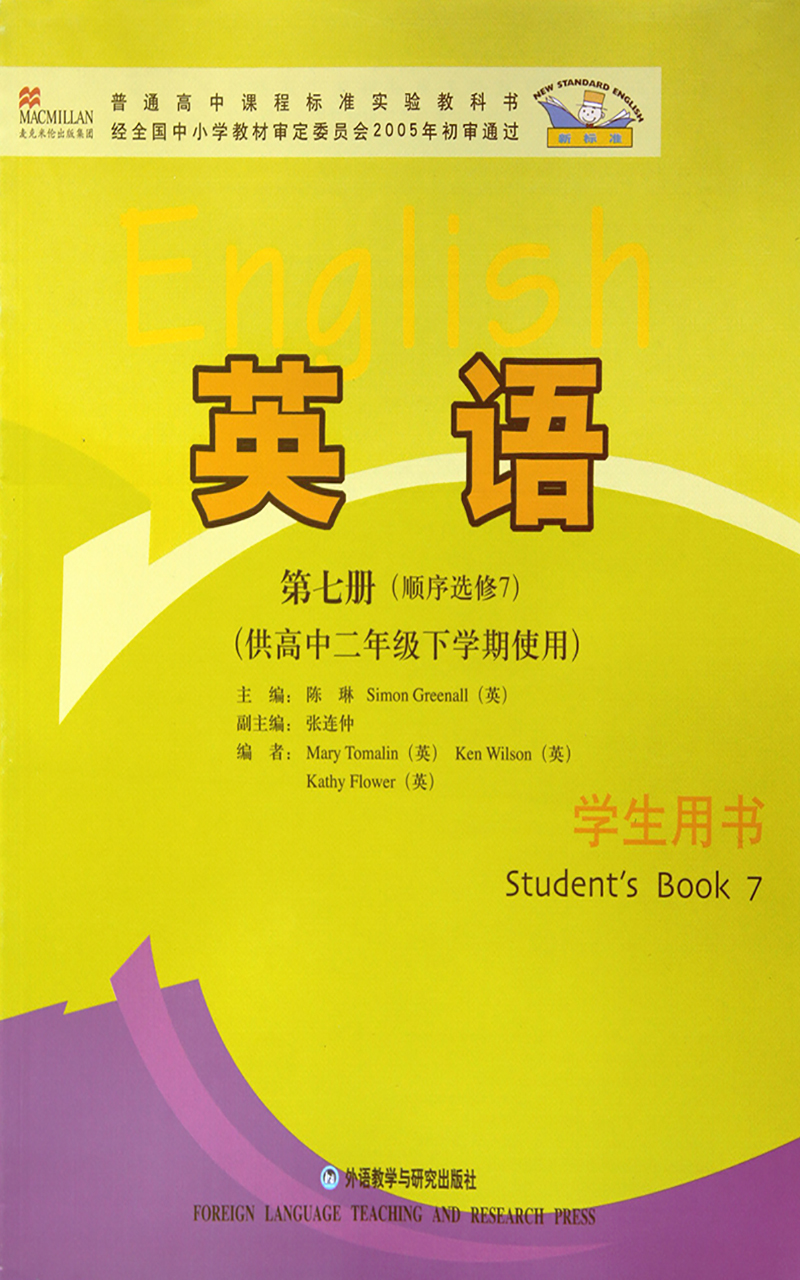 MACMILLAN
麦克米伦出版集团
普通高中课程标准实验教科书
经全国中小学教材审定委员会2005年初审通过
NEW STANDARD ENGLISH
新标准
English
英语
第七册（顺序选修7）
（供高中二年级下学期使用）
主 编：陈 琳 Simon Greenall（英）
副主编：张连仲
编 者：Mary Tomalin（英） Ken Wilson（英）
Kathy Flower（英）
学生用书
Student's Book 7
外语教学与研究出版社
FOREIGN LANGUAGE TEACHING AND RESEARCH PRESS